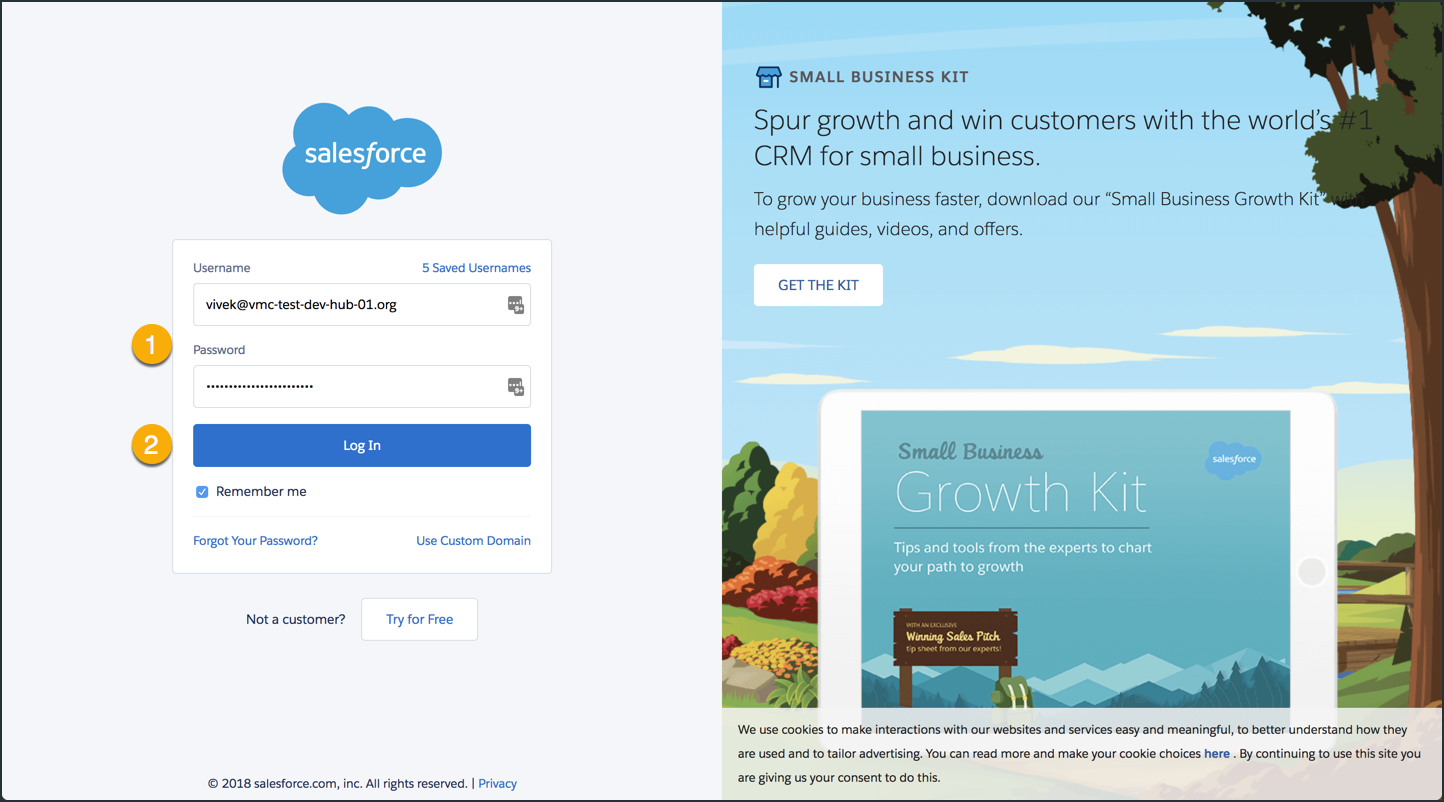 salesforce
Username
5 Saved Usernames
vivek@vmc-test-dev-hub-01.org
1
Password
••••••••••••••••••••••••
2
Log In
Remember me
Forgot Your Password?
Use Custom Domain
Not a customer?
Try for Free
© 2018 salesforce.com, inc. All rights reserved. | Privacy
SMALL BUSINESS KIT
Spur growth and win customers with the world’s #1
CRM for small business.
To grow your business faster, download our “Small Business Growth Kit” with
helpful guides, videos, and offers.
GET THE KIT
Small Business
salesforce
Growth Kit
Tips and tools from the experts to chart
your path to growth
WITH AN EXCLUSIVE
Winning Sales Pitch
tip sheet from our experts!
We use cookies to make interactions with our websites and services easy and meaningful, to better understand how they
are used and to tailor advertising. You can read more and make your cookie choices here . By continuing to use this site you
are giving us your consent to do this.